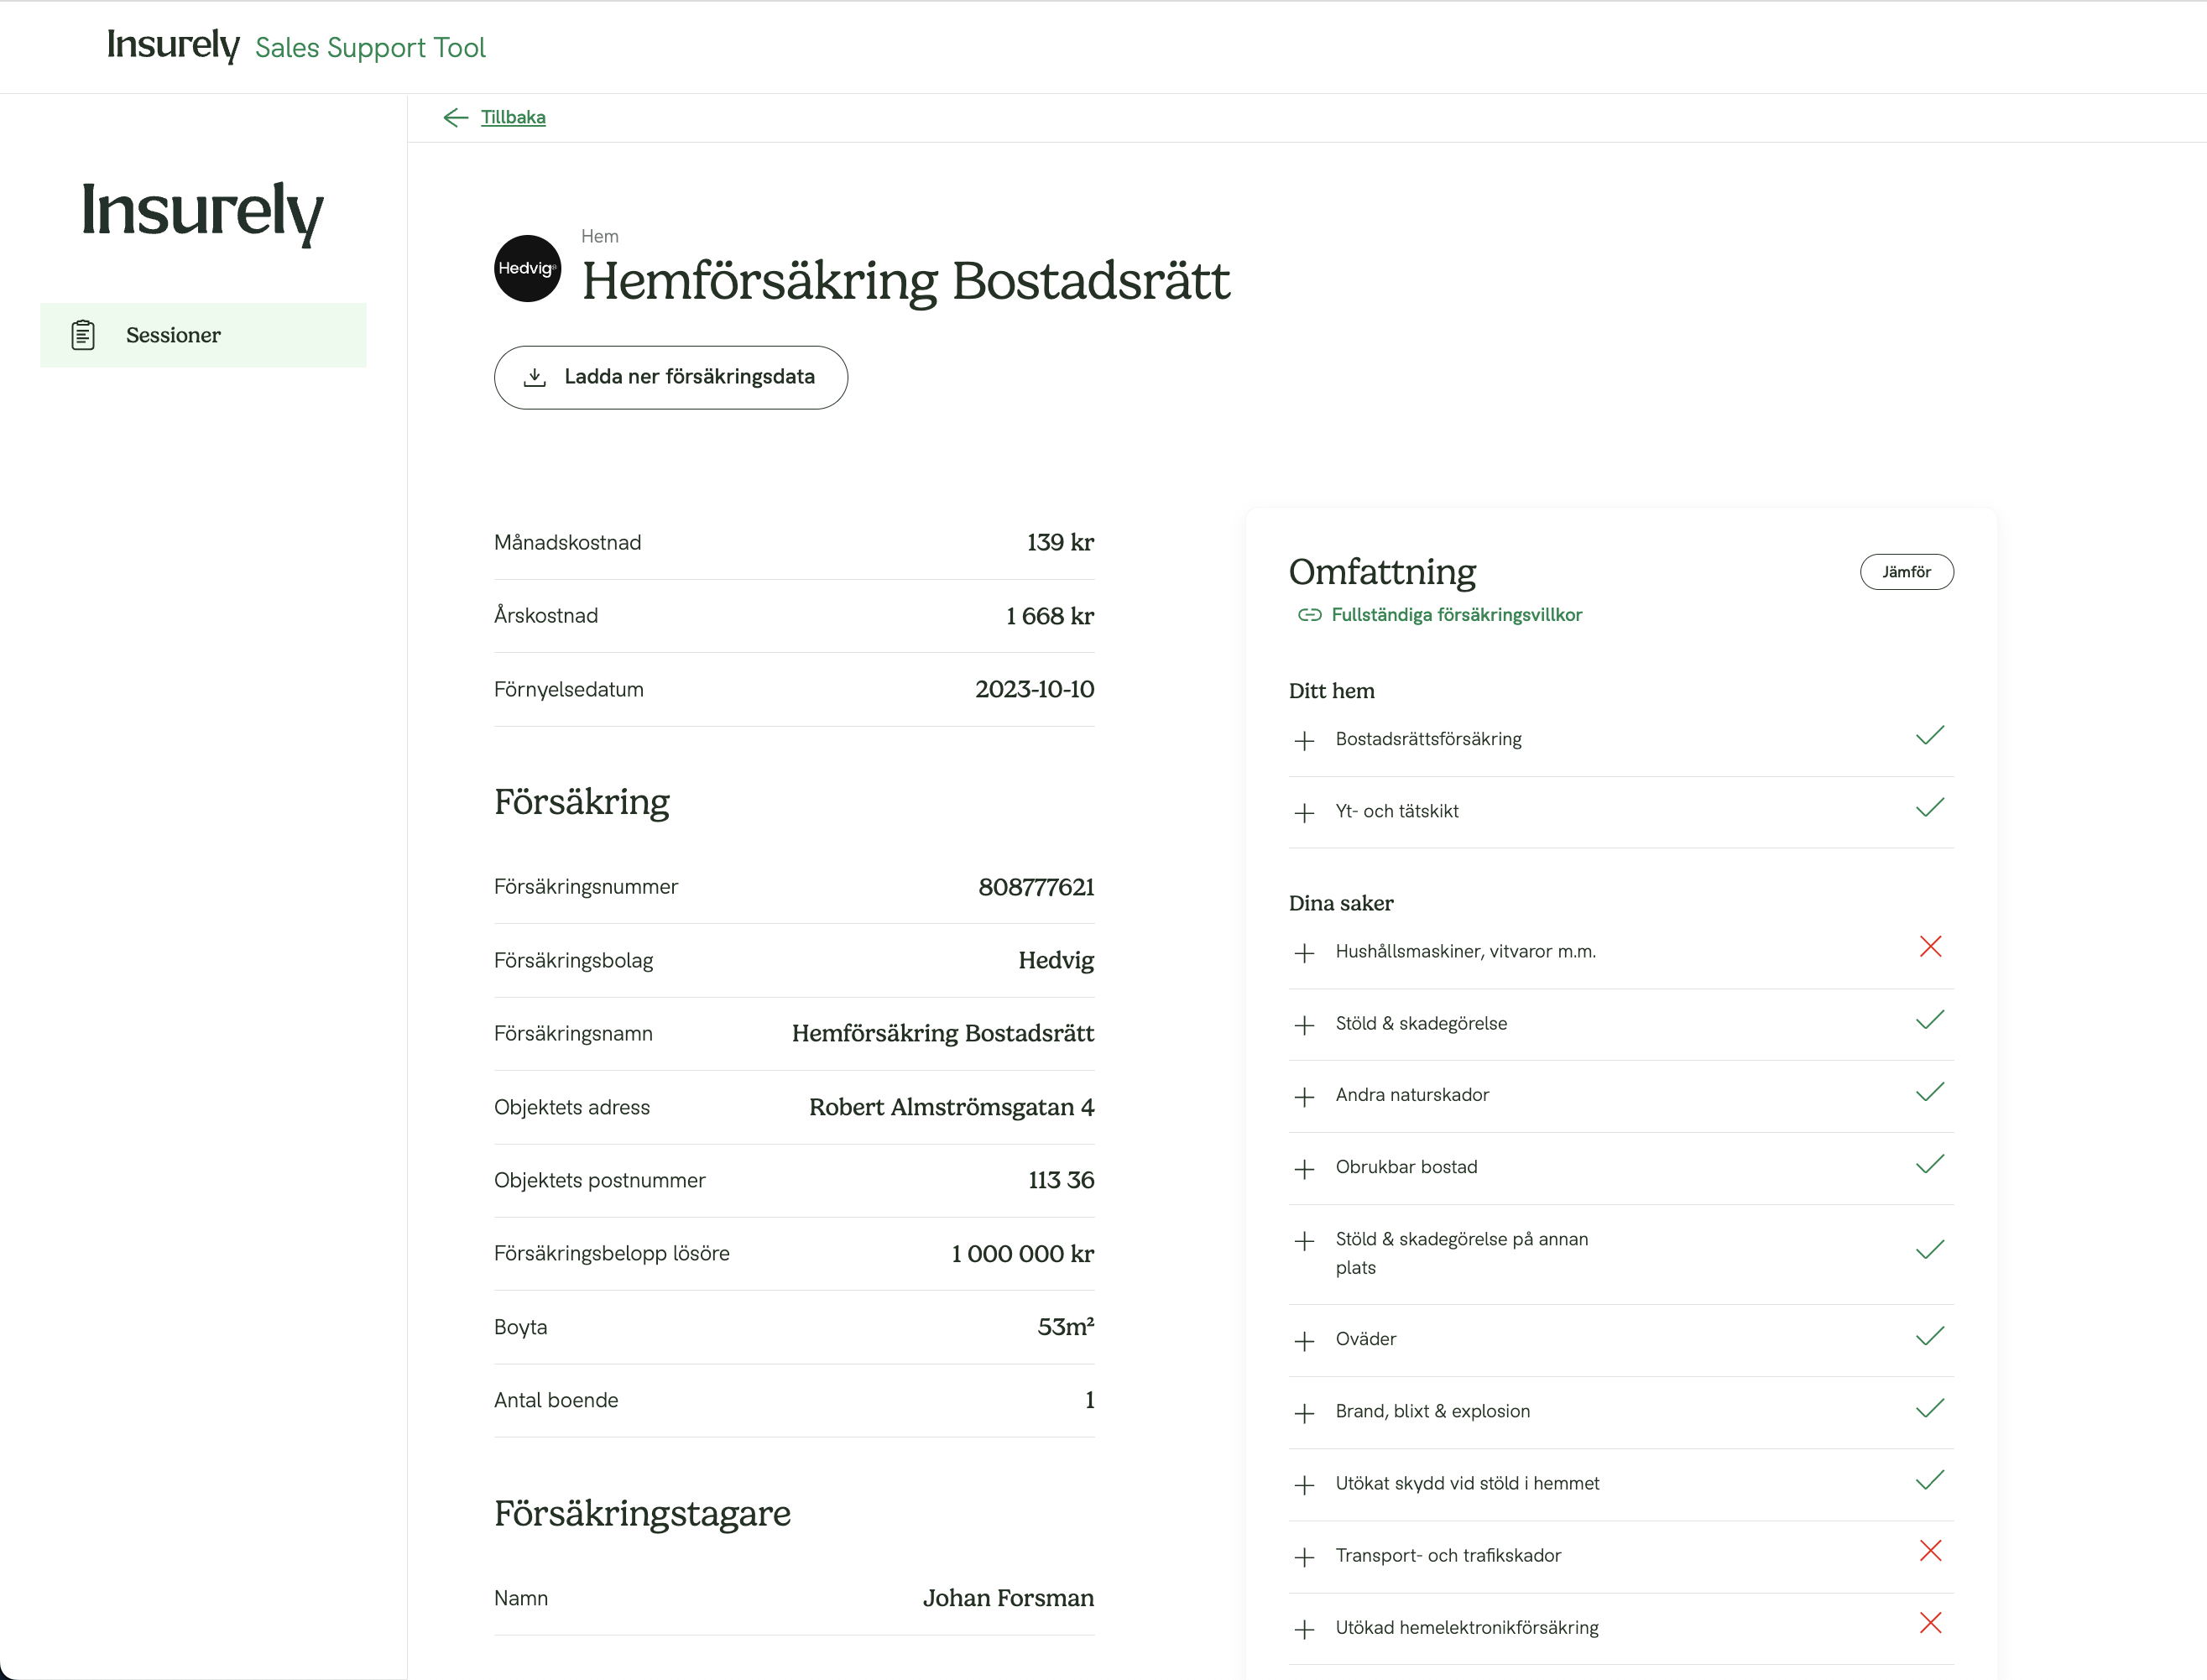 Insurely Sales Support Tool
Tillbaka
Insurely
Sessioner
Hedvig®
Hem
Hemförsäkring Bostadsrätt
Ladda ner försäkringsdata
Månadskostnad 139 kr
Årskostnad 1 668 kr
Förnyelsedatum 2023-10-10
Försäkring
Försäkringsnummer 808777621
Försäkringsbolag Hedvig
Försäkringsnamn Hemförsäkring Bostadsrätt
Objektets adress Robert Almströmsgatan 4
Objektets postnummer 113 36
Försäkringsbelopp lösöre 1 000 000 kr
Boyta 53m²
Antal boende 1
Försäkringstagare
Namn Johan Forsman
Omfattning Jämför
Fullständiga försäkringsvillkor
Ditt hem
Bostadsrättsförsäkring
Yt- och tätskikt
Dina saker
Hushållsmaskiner, vitvaror m.m.
Stöld & skadegörelse
Andra naturskador
Obrukbar bostad
Stöld & skadegörelse på annan
plats
Oväder
Brand, blixt & explosion
Utökat skydd vid stöld i hemmet
Transport- och trafikskador
Utökad hemelektronikförsäkring